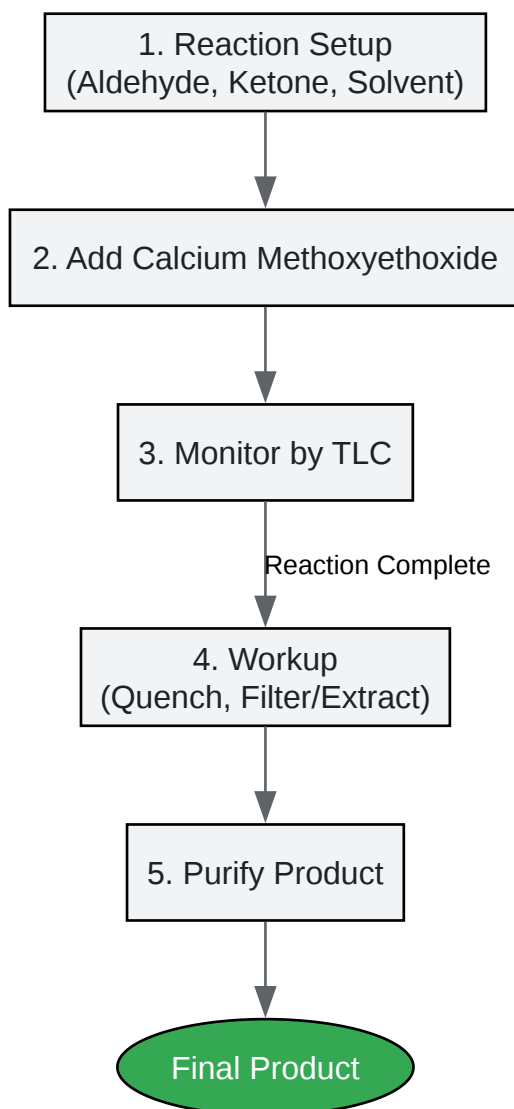 1. Reaction Setup
(Aldehyde, Ketone, Solvent)
2. Add Calcium Methoxyethoxide
3. Monitor by TLC
Reaction Complete
4. Workup
(Quench, Filter/Extract)
5. Purify Product
Final Product